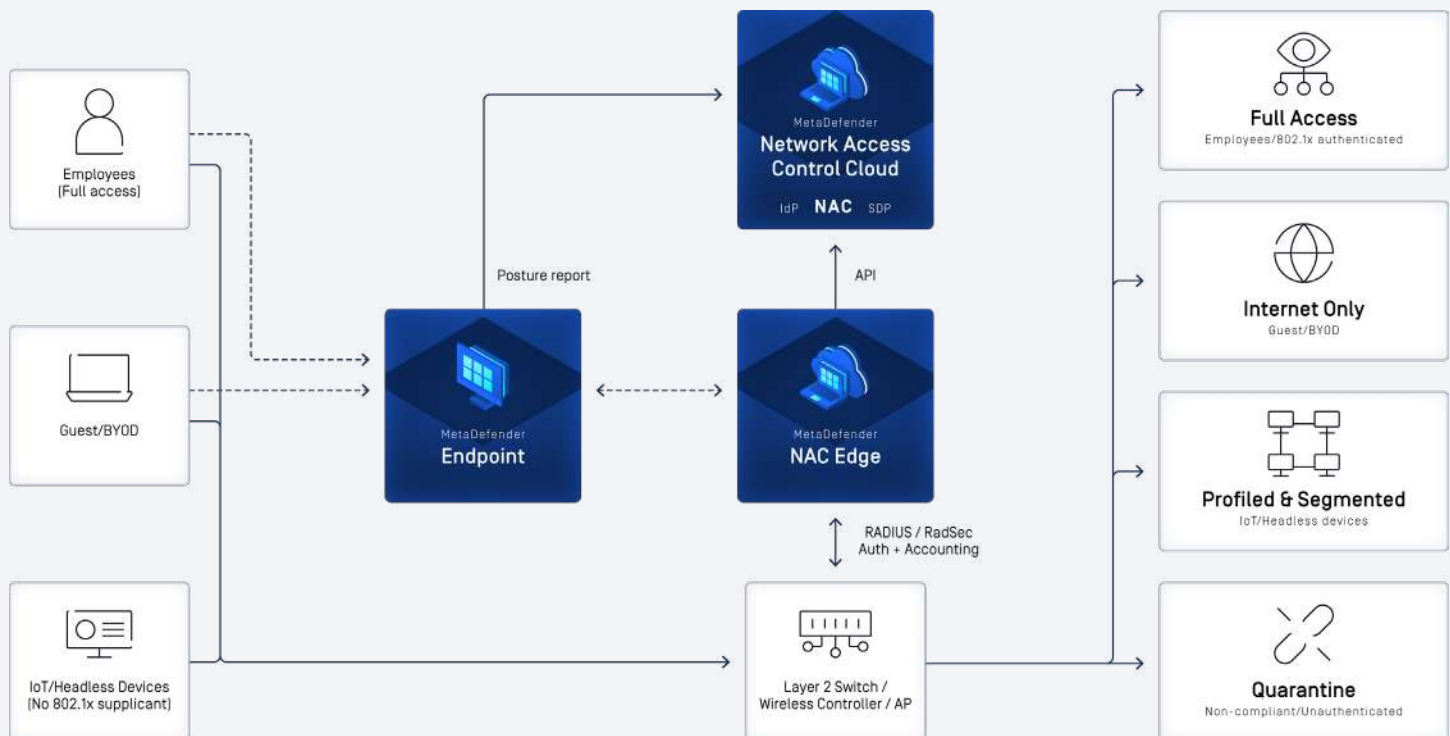 Employees
(Full access)
Guest/BYOD
IoT/Headless Devices
(No 802.1x supplicant)
Posture report
MetaDefender
Endpoint
MetaDefender
Network Access
Control Cloud
IdP NAC SDP
API
MetaDefender
NAC Edge
RADIUS / RadSec
Auth + Accounting
Layer 2 Switch /
Wireless Controller / AP
Full Access
Employees/802.1x authenticated
Internet Only
Guest/BYOD
Profiled & Segmented
IoT/Headless devices
Quarantine
Non-compliant/Unauthenticated